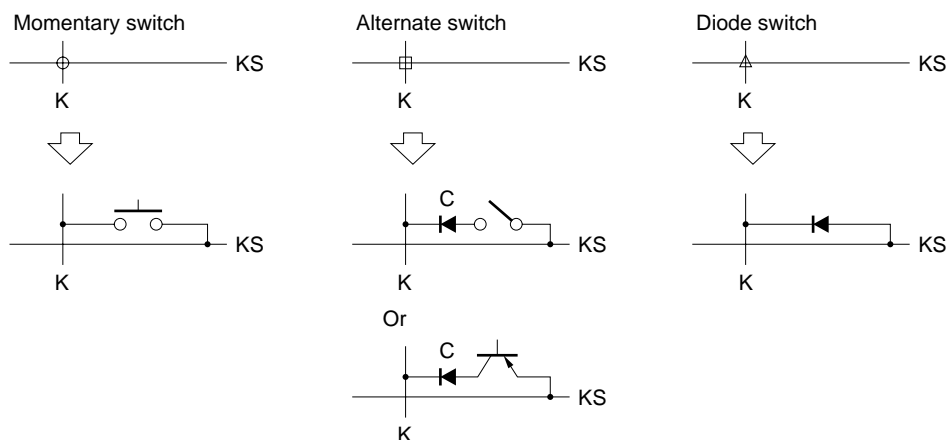 Momentary switch
KS
K
KS
K
Alternate switch
KS
K
C
KS
K
Or
C
KS
K
Diode switch
KS
K
KS
K